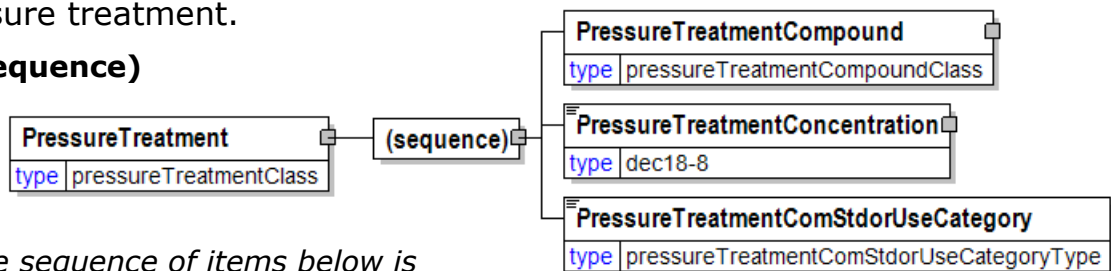 sure treatment.
equence)
PressureTreatment
type pressureTreatmentClass
(sequence)
PressureTreatmentCompound
type pressureTreatmentCompoundClass
PressureTreatmentConcentration
type dec18-8
PressureTreatmentComStdorUseCategory
type pressureTreatmentComStdorUseCategoryType
e sequence of items below is